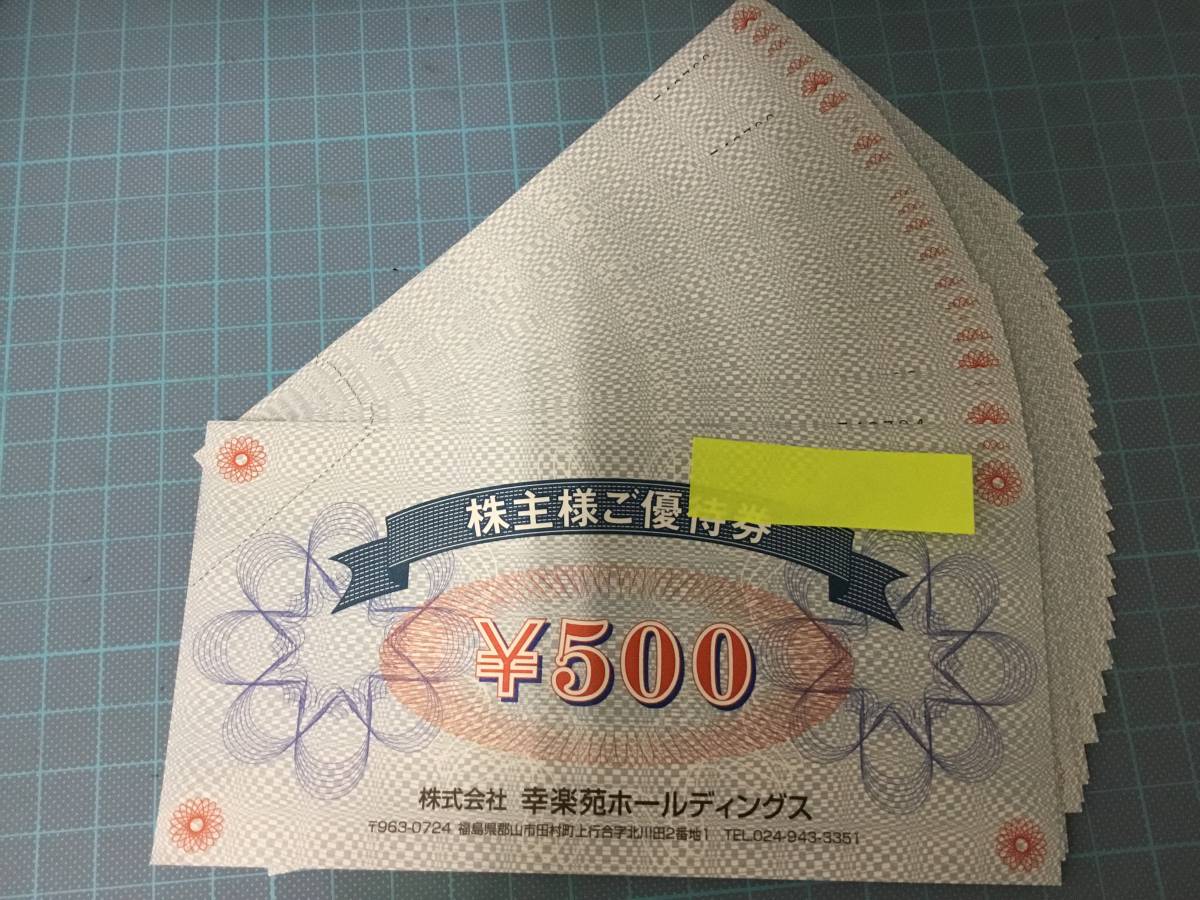 株主様ご優待券
¥500
株式会社 幸楽苑ホールディングス
〒963-0724 福島県郡山市田村町上行合字北川田2番地1 TEL.024-943-3351